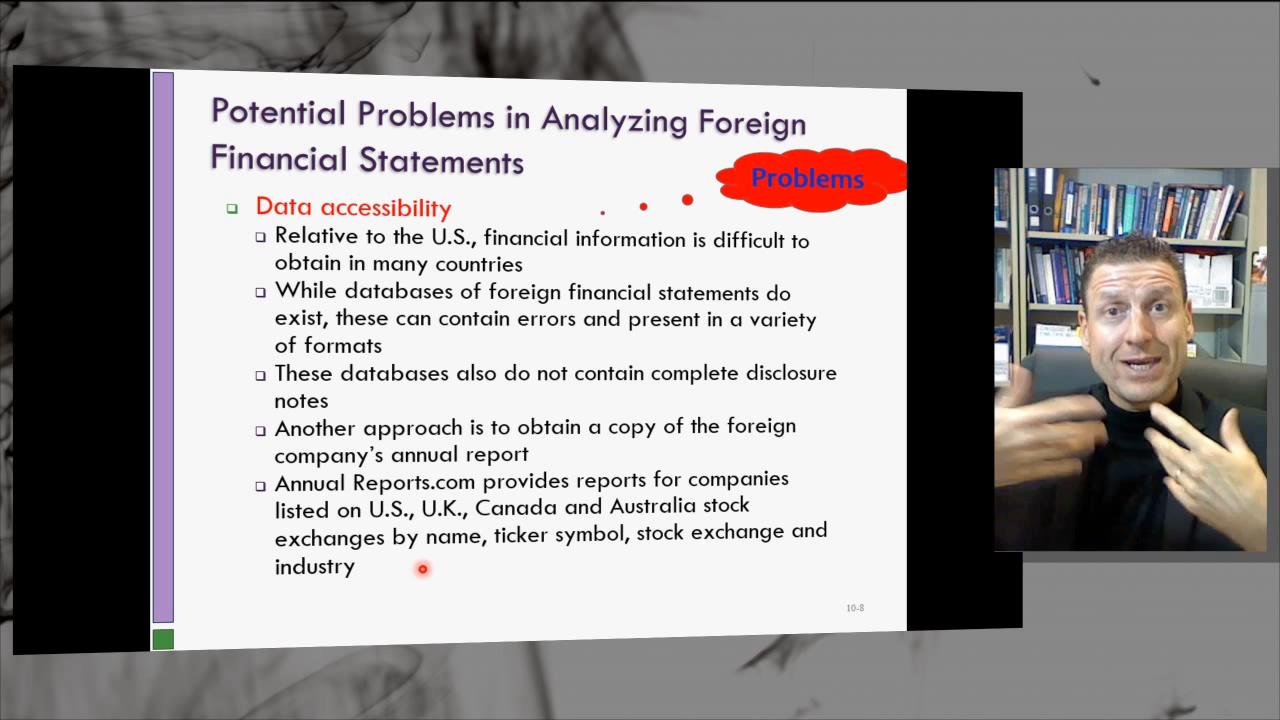 Potential Problems in Analyzing Foreign
Financial Statements
Problems
Data accessibility
Relative to the U.S., financial information is difficult to
obtain in many countries
While databases of foreign financial statements do
exist, these can contain errors and present in a variety
of formats
These databases also do not contain complete disclosure
notes
Another approach is to obtain a copy of the foreign
company's annual report
Annual Reports.com provides reports for companies
listed on U.S., U.K., Canada and Australia stock
exchanges by name, ticker symbol, stock exchange and
industry
10-8